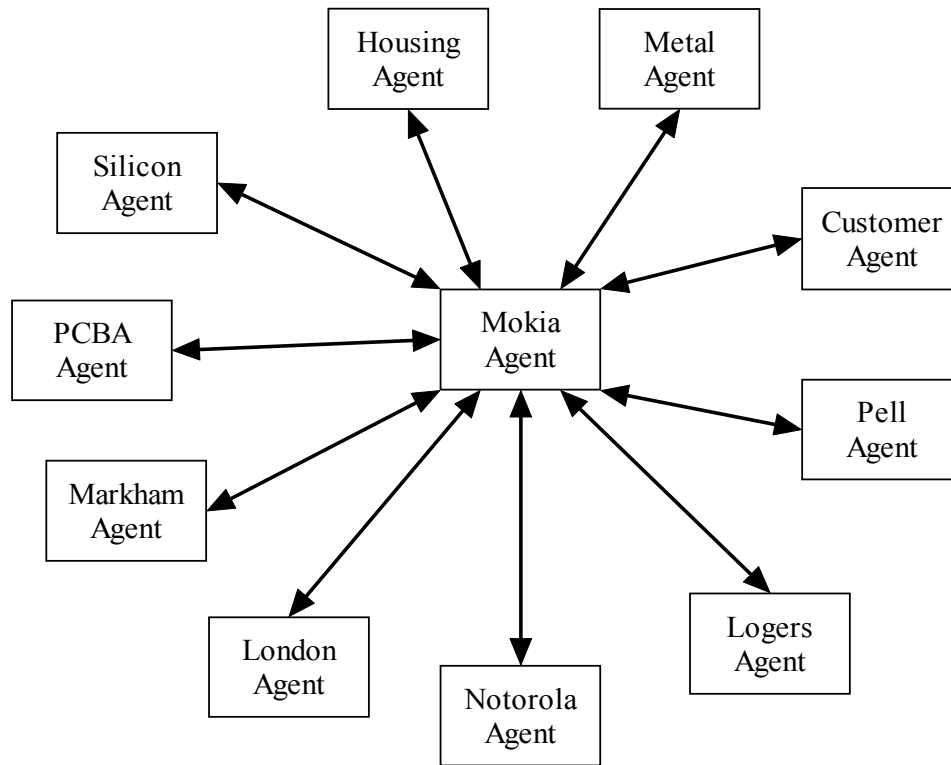 Housing
Agent
Metal
Agent
Silicon
Agent
Customer
Agent
PCBA
Agent
Mokia
Agent
Pell
Agent
Markham
Agent
London
Agent
Notorola
Agent
Logers
Agent